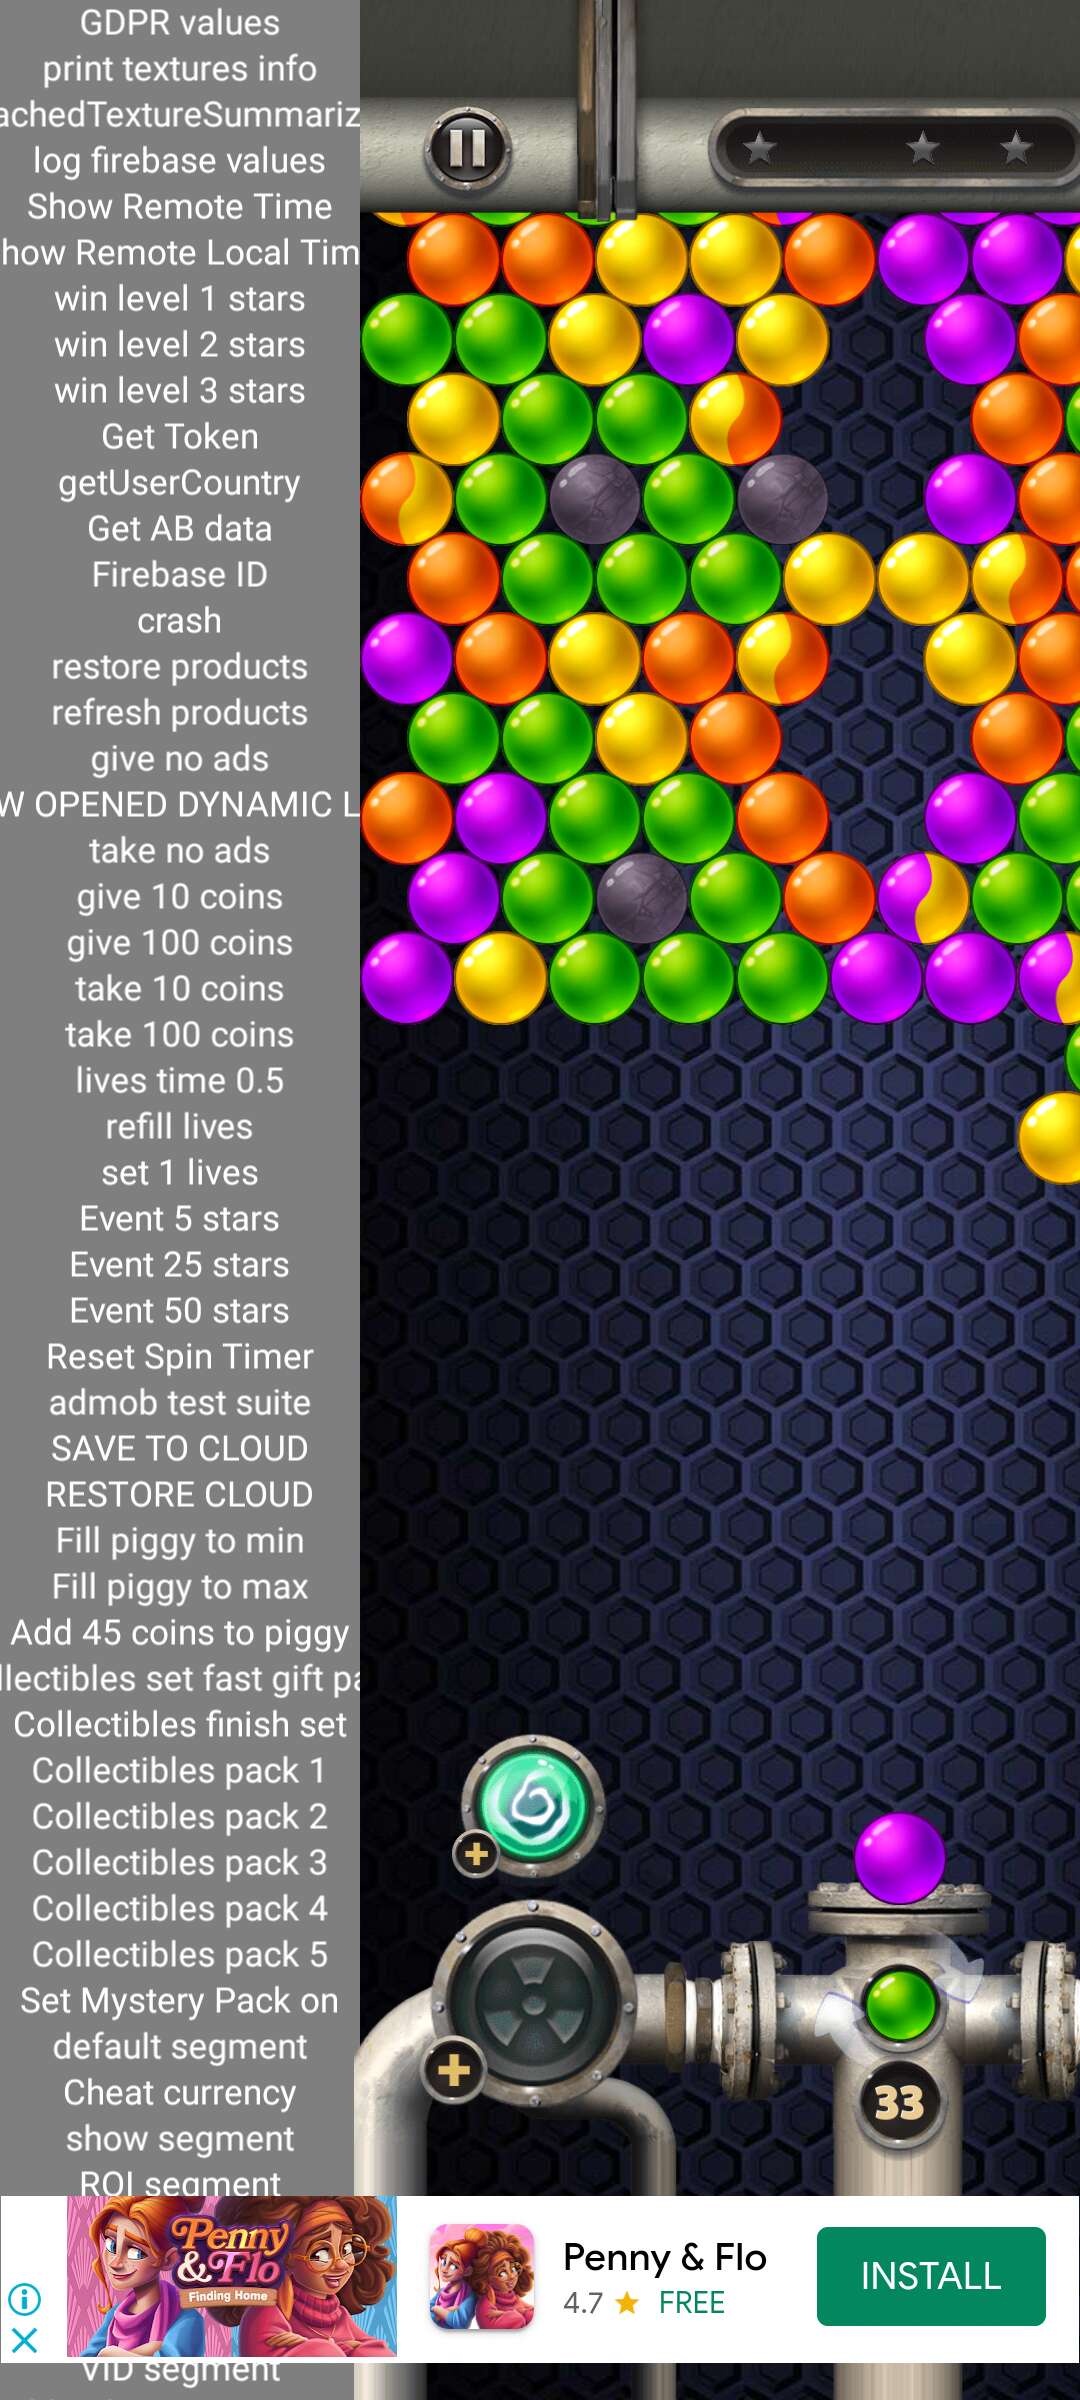 GDPR values
print textures info
achedTextureSummariz
log firebase values
Show Remote Time
how Remote Local Tim
win level 1 stars
win level 2 stars
win level 3 stars
Get Token
getUserCountry
Get AB data
Firebase ID
crash
restore products
refresh products
give no ads
W OPENED DYNAMIC L
take no ads
give 10 coins
give 100 coins
take 10 coins
take 100 coins
lives time 0.5
refill lives
set 1 lives
Event 5 stars
Event 25 stars
Event 50 stars
Reset Spin Timer
admob test suite
SAVE TO CLOUD
RESTORE CLOUD
Fill piggy to min
Fill piggy to max
Add 45 coins to piggy
llectibles set fast gift pa
Collectibles finish set
Collectibles pack 1
Collectibles pack 2
Collectibles pack 3
Collectibles pack 4
Collectibles pack 5
Set Mystery Pack on
default segment
Cheat currency
show segment
ROI segment
33
Penny
&Flo
Finding Home
Penny & Flo
4.7 ★ FREE
INSTALL
VID segment